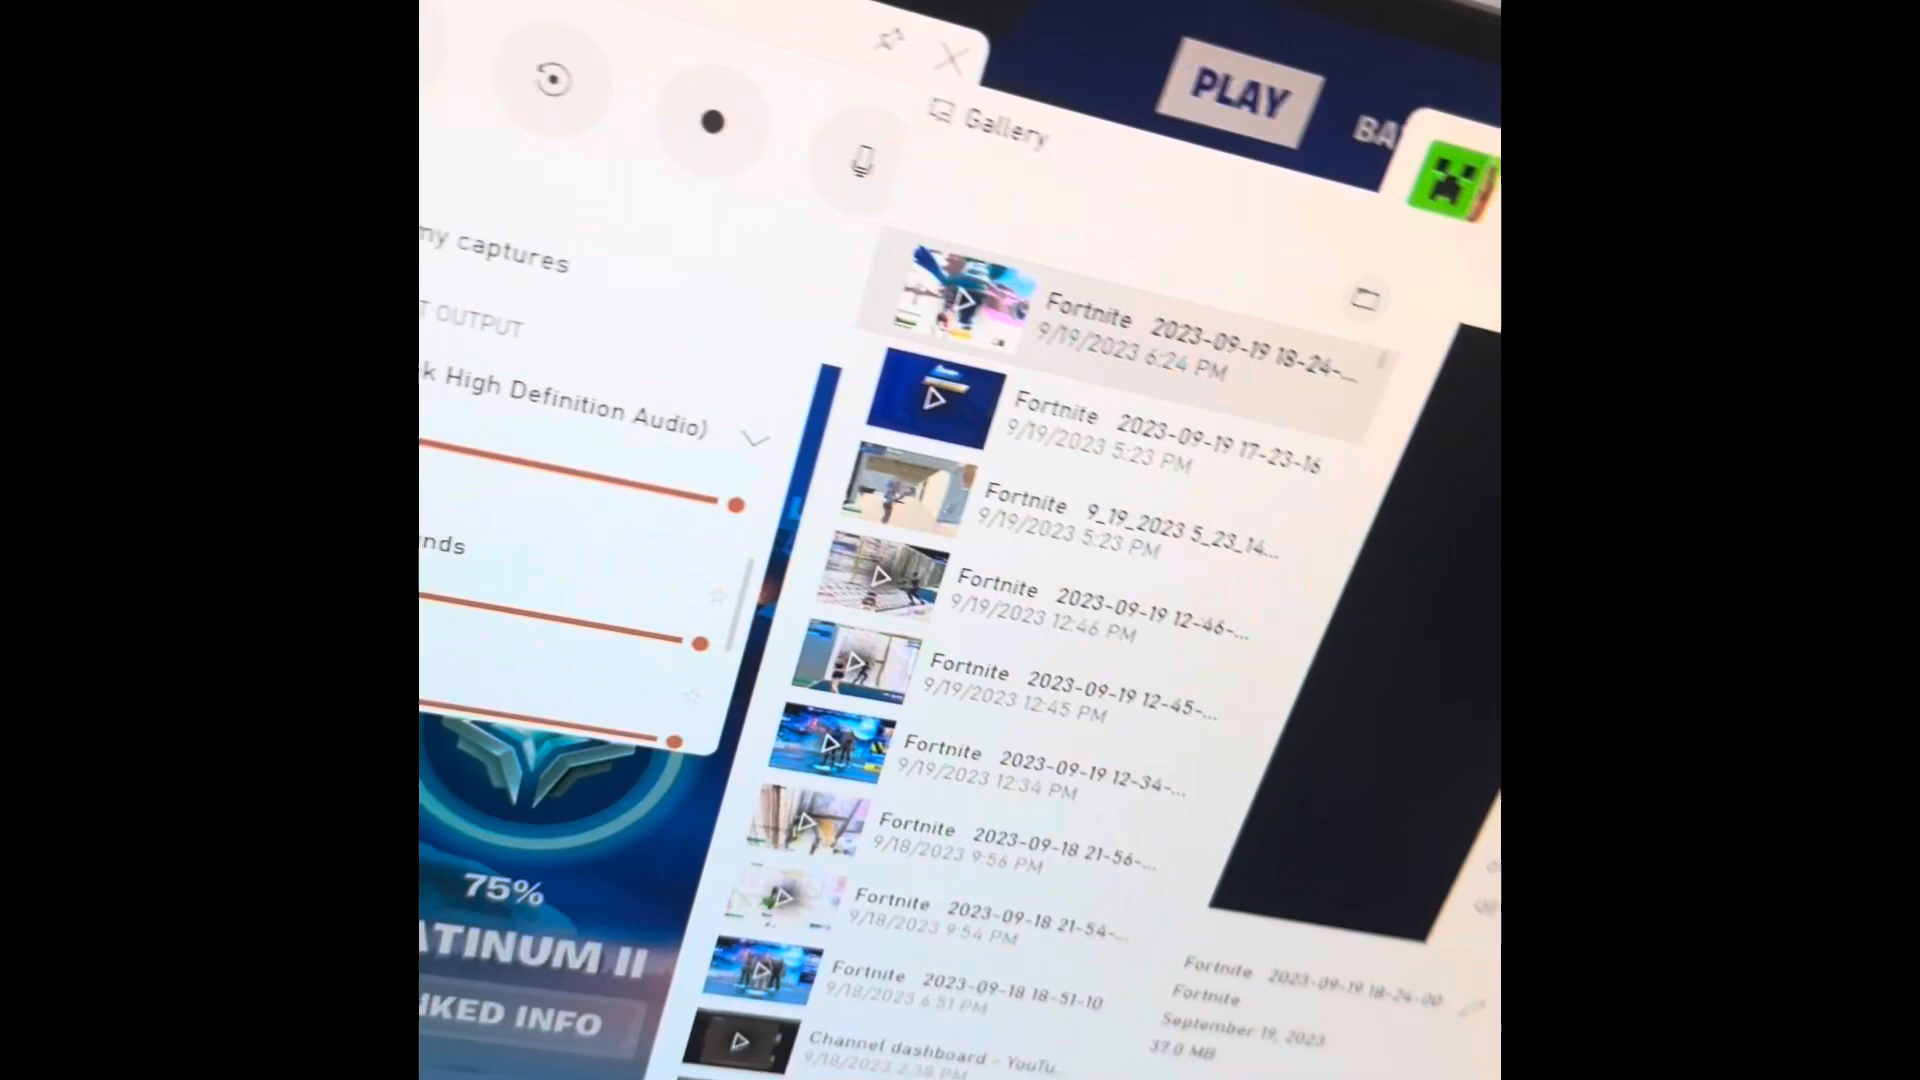 PLAY
Gallery
my captures
OUTPUT
k High Definition Audio)
nds
75%
ATINUM II
NKED INFO
Fortnite 2023-09-19 18-24-...
9/19/2023 6:24 PM
Fortnite 2023-09-19 17-23-16
9/19/2023 5:23 PM
Fortnite 9_19_2023 5_23_14...
9/19/2023 5:23 PM
Fortnite 2023-09-19 12-46-...
9/19/2023 12:46 PM
Fortnite 2023-09-19 12-45-...
9/19/2023 12:45 PM
Fortnite 2023-09-19 12-34-...
9/19/2023 12:34 PM
Fortnite 2023-09-18 21-56-...
9/18/2023 9:56 PM
Fortnite 2023-09-18 21-54-...
9/18/2023 9:54 PM
Fortnite 2023-09-18 18-51-10
9/18/2023 6:51 PM
Channel dashboard - YouTu...
9/18/2023 2:38 PM
Fortnite 2023-09-19 18-24-00
Fortnite
September 19, 2023
37.0 MB